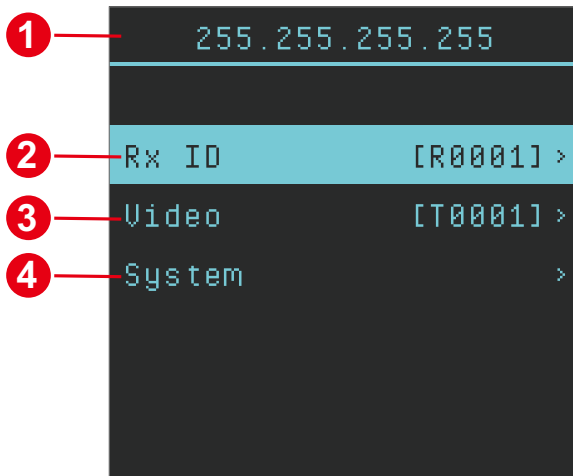 1 255.255.255.255
2 Rx ID [R0001] >
3 Video [T0001] >
4 System >